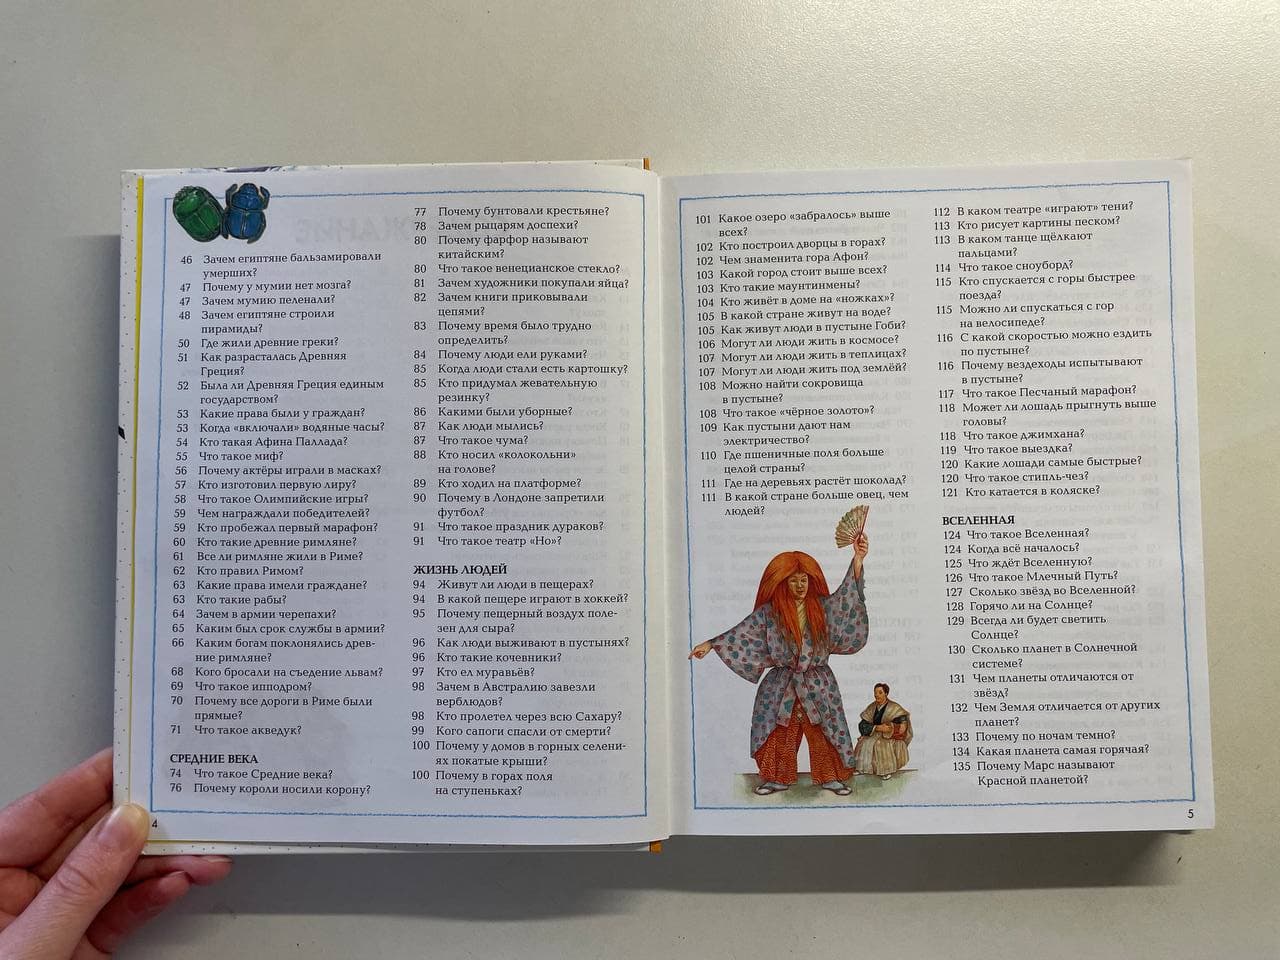 46 Зачем египтяне бальзамировали
умерших?
47 Почему у мумии нет мозга?
47 Зачем мумию пеленали?
48 Зачем египтяне строили
пирамиды?
50 Где жили древние греки?
51 Как разрасталась Древняя
Греция?
52 Была ли Древняя Греция единым
государством?
53 Какие права были у граждан?
53 Когда «включали» водяные часы?
54 Кто такая Афина Паллада?
55 Что такое миф?
56 Почему актёры играли в масках?
57 Кто изготовил первую лиру?
58 Что такое Олимпийские игры?
59 Чем награждали победителей?
59 Кто пробежал первый марафон?
60 Кто такие древние римляне?
61 Все ли римляне жили в Риме?
62 Кто правил Римом?
63 Какие права имели граждане?
63 Кто такие рабы?
64 Зачем в армии черепахи?
65 Каким был срок службы в армии?
66 Каким богам поклонялись древ-
ние римляне?
68 Кого бросали на съедение львам?
69 Что такое ипподром?
70 Почему все дороги в Риме были
прямые?
71 Что такое акведук?
СРЕДНИЕ ВЕКА
74 Что такое Средние века?
76 Почему короли носили корону?
4
77 Почему бунтовали крестьяне?
78 Зачем рыцарям доспехи?
80 Почему фарфор называют
китайским?
80 Что такое венецианское стекло?
81 Зачем художники покупали яйца?
82 Зачем книги приковывали
цепями?
83 Почему время было трудно
определить?
84 Почему люди ели руками?
85 Когда люди стали есть картошку?
85 Кто придумал жевательную
резинку?
86 Какими были уборные?
87 Как люди мылись?
87 Что такое чума?
88 Кто носил «колокольни»
на голове?
89 Кто ходил на платформе?
90 Почему в Лондоне запретили
футбол?
91 Что такое праздник дураков?
91 Что такое театр «Но»?
ЖИЗНЬ ЛЮДЕЙ
94 Живут ли люди в пещерах?
94 В какой пещере играют в хоккей?
95 Почему пещерный воздух поле-
зен для сыра?
96 Как люди выживают в пустынях?
96 Кто такие кочевники?
97 Кто ел муравьёв?
98 Зачем в Австралию завезли
верблюдов?
98 Кто пролетел через всю Сахару?
99 Кого сапоги спасли от смерти?
100 Почему у домов в горных селени-
ях покатые крыши?
100 Почему в горах поля
на ступеньках?
101 Какое озеро «забралось» выше
всех?
102 Кто построил дворцы в горах?
102 Чем знаменита гора Афон?
103 Какой город стоит выше всех?
103 Кто такие маунтинмены?
104 Кто живёт в доме на «ножках»?
105 В какой стране живут на воде?
105 Как живут люди в пустыне Гоби?
106 Могут ли люди жить в космосе?
107 Могут ли люди жить в теплицах?
107 Могут ли люди жить под землёй?
108 Можно найти сокровища
в пустыне?
108 Что такое «чёрное золото»?
109 Как пустыни дают нам
электричество?
110 Где пшеничные поля больше
целой страны?
111 Где на деревьях растёт шоколад?
111 В какой стране больше овец, чем
людей?
112 В каком театре «играют» тени?
113 Кто рисует картины песком?
113 В каком танце щёлкают
пальцами?
114 Что такое сноуборд?
115 Кто спускается с горы быстрее
поезда?
115 Можно ли спускаться с гор
на велосипеде?
116 С какой скоростью можно ездить
по пустыне?
116 Почему вездеходы испытывают
в пустыне?
117 Что такое Песчаный марафон?
118 Может ли лошадь прыгнуть выше
головы?
118 Что такое джимхана?
119 Что такое выездка?
120 Какие лошади самые быстрые?
120 Что такое стипль-чез?
121 Кто катается в коляске?
ВСЕЛЕННАЯ
124 Что такое Вселенная?
124 Когда всё началось?
125 Что ждёт Вселенную?
126 Что такое Млечный Путь?
127 Сколько звёзд во Вселенной?
128 Горячо ли на Солнце?
129 Всегда ли будет светить
Солнце?
130 Сколько планет в Солнечной
системе?
131 Чем планеты отличаются от
звёзд?
132 Чем Земля отличается от других
планет?
133 Почему по ночам темно?
134 Какая планета самая горячая?
135 Почему Марс называют
Красной планетой?
5